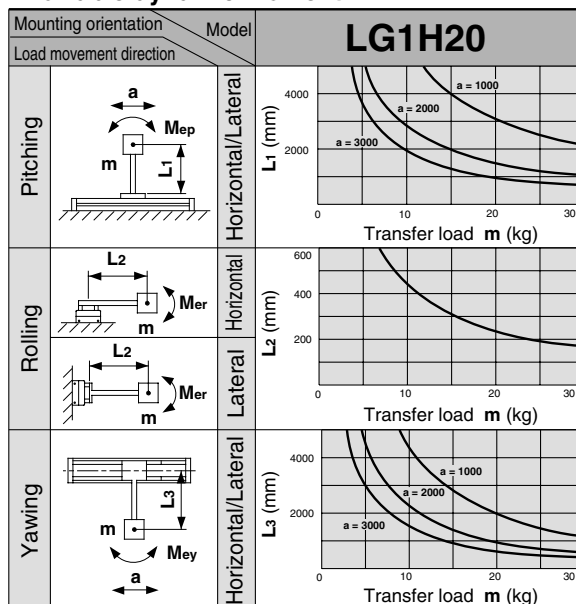 Mounting orientation
Model
Load movement direction
LG1H20
Pitching
a
Mep
m
L1
Horizontal/Lateral
L1 (mm)
4000
2000
a = 1000
a = 2000
a = 3000
0
10
20
30
Transfer load m (kg)
Rolling
L2
Mer
m
Horizontal
L2
Mer
m
Lateral
L2 (mm)
600
400
200
0
10
20
30
Transfer load m (kg)
Yawing
L3
m
Mey
a
Horizontal/Lateral
L3 (mm)
4000
2000
a = 1000
a = 2000
a = 3000
0
10
20
30
Transfer load m (kg)